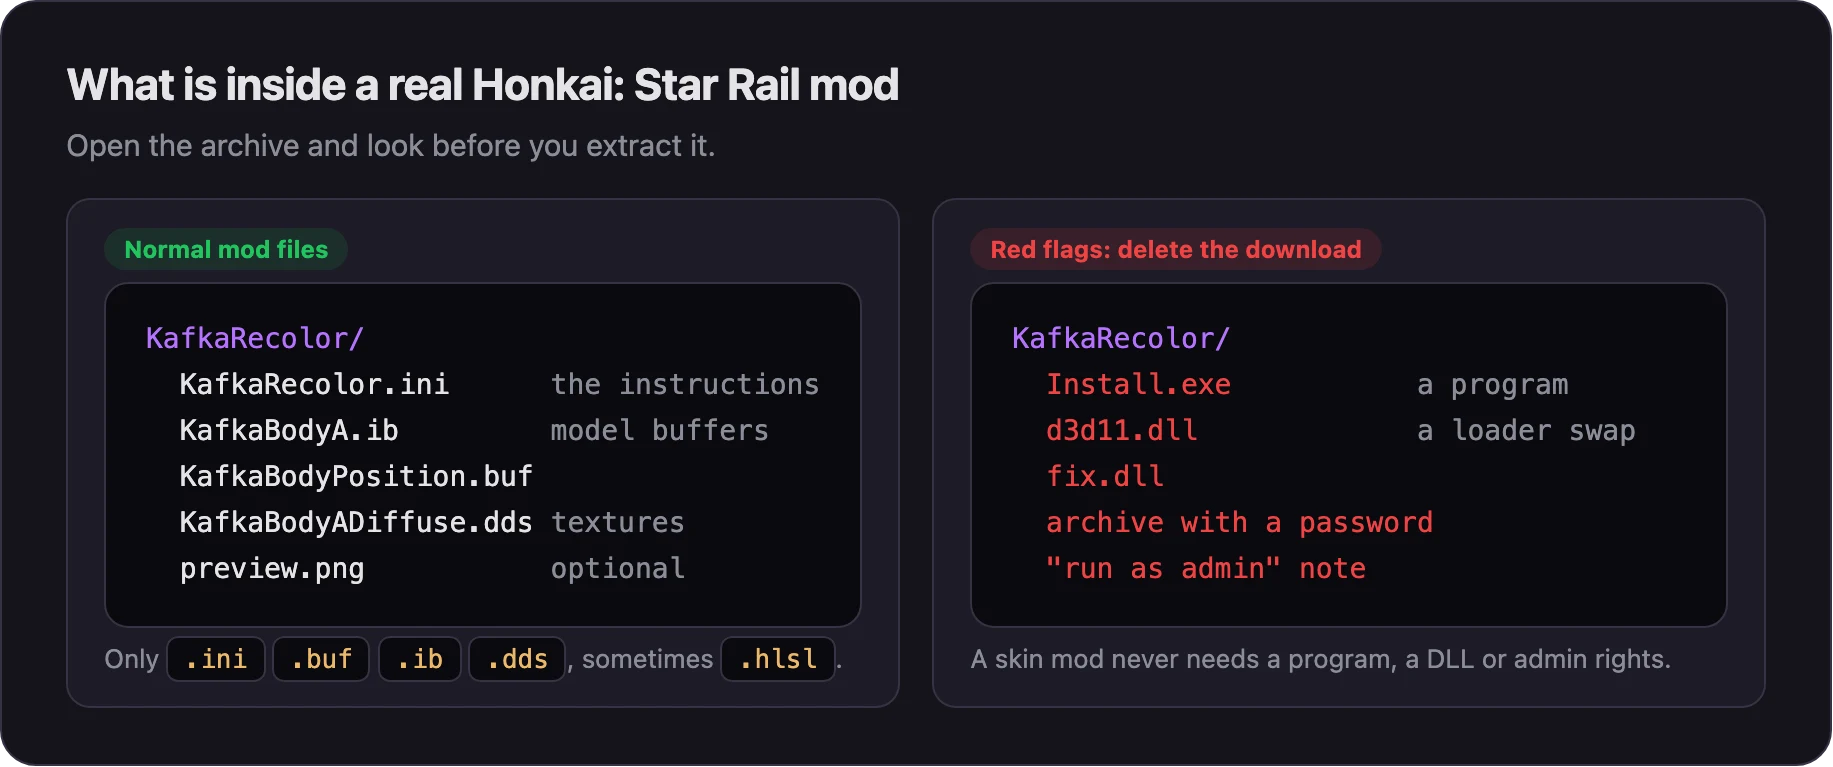 What is inside a real Honkai: Star Rail mod
Open the archive and look before you extract it.
Normal mod files
KafkaRecolor/
KafkaRecolor.ini the instructions
KafkaBodyA.ib model buffers
KafkaBodyPosition.buf
KafkaBodyADiffuse.dds textures
preview.png optional
Only .ini .buf .ib .dds, sometimes .hlsl.
Red flags: delete the download
KafkaRecolor/
Install.exe a program
d3d11.dll a loader swap
fix.dll
archive with a password
"run as admin" note
A skin mod never needs a program, a DLL or admin rights.